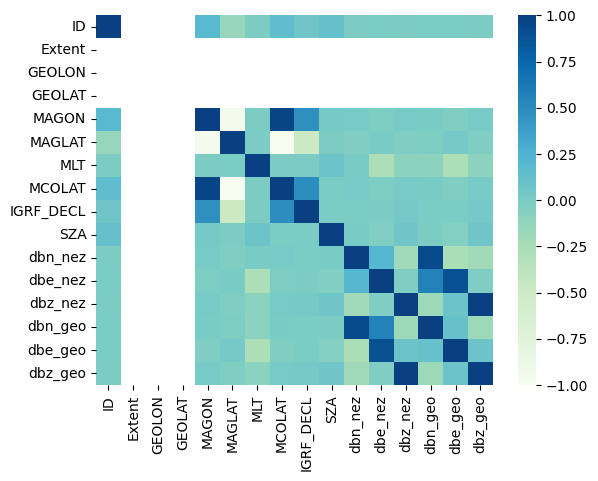 ID
Extent
GEOLON
GEOLAT
MAGON
MAGLAT
MLT
MCOLAT
IGRF_DECL
SZA
dbn_nez
dbe_nez
dbz_nez
dbn_geo
dbe_geo
dbz_geo
ID
Extent
GEOLON
GEOLAT
MAGON
MAGLAT
MLT
MCOLAT
IGRF_DECL
SZA
dbn_nez
dbe_nez
dbz_nez
dbn_geo
dbe_geo
dbz_geo
1.00
0.75
0.50
0.25
0.00
−0.25
−0.50
−0.75
−1.00